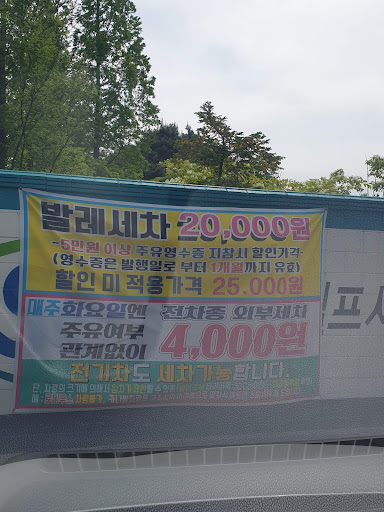 발레세차 20,000원
-5만원 이상 주유영수증 지참시 할인가격-
(영수증은 발행일로 부터 1개월까지 유효)
할인 미 적용가격 25,000원
매주 화요일엔 전차종 외부세차
주유여부
관계없이 4,000원
전기차도 세차가능합니다.